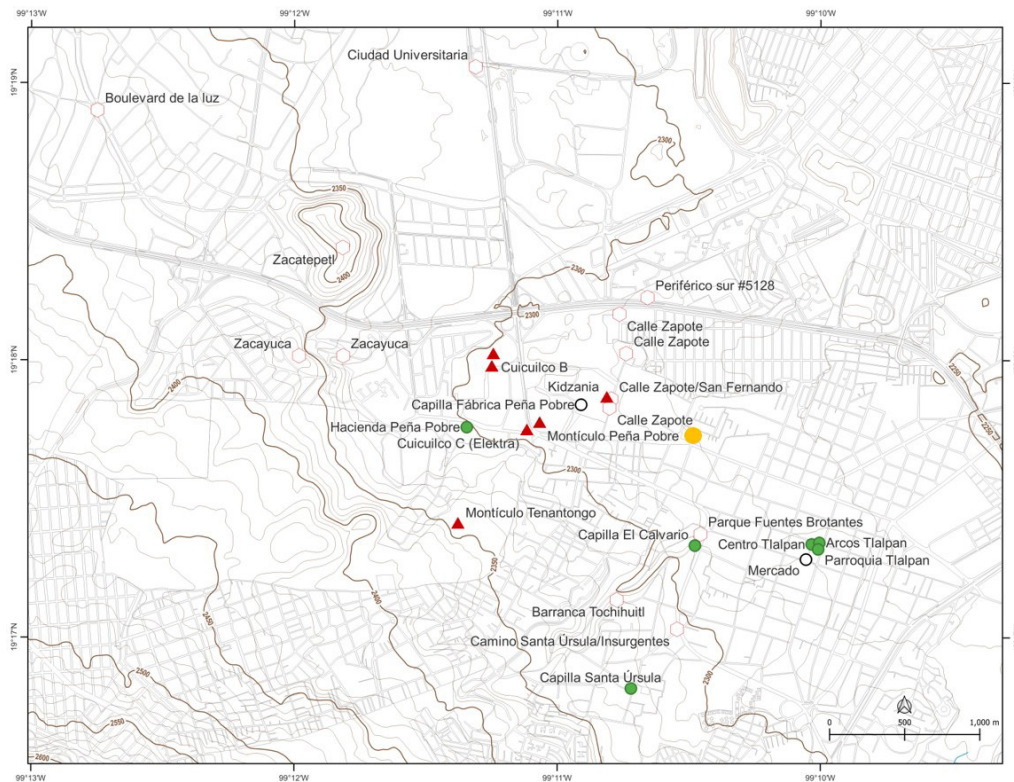 99°13'W
99°12'W
99°11'W
99°10'W
19°19'N
19°18'N
19°17'N
Ciudad Universitaria
Boulevard de la luz
2300
2350
Zacatepetl
2400
2300
Periférico sur #5128
2300
Calle Zapote
Zacayuca
Zacayuca
Calle Zapote
2250
Cuicuilco B
2400
Kidzania
Calle Zapote/San Fernando
Capilla Fábrica Peña Pobre
Calle Zapote
2250
Hacienda Peña Pobre
Cuicuilco C (Elektra)
Montículo Peña Pobre
2300
Montículo Tenantongo
Parque Fuentes Brotantes
Capilla El Calvario
Centro Tlalpan
Arcos Tlalpan
Parroquia Tlalpan
Mercado
2350
2400
Barranca Tochihuitl
2450
Camino Santa Úrsula/Insurgentes
2500
Capilla Santa Úrsula
2300
2550
0
500
1,000 m
2600
99°13'W
99°12'W
99°11'W
99°10'W